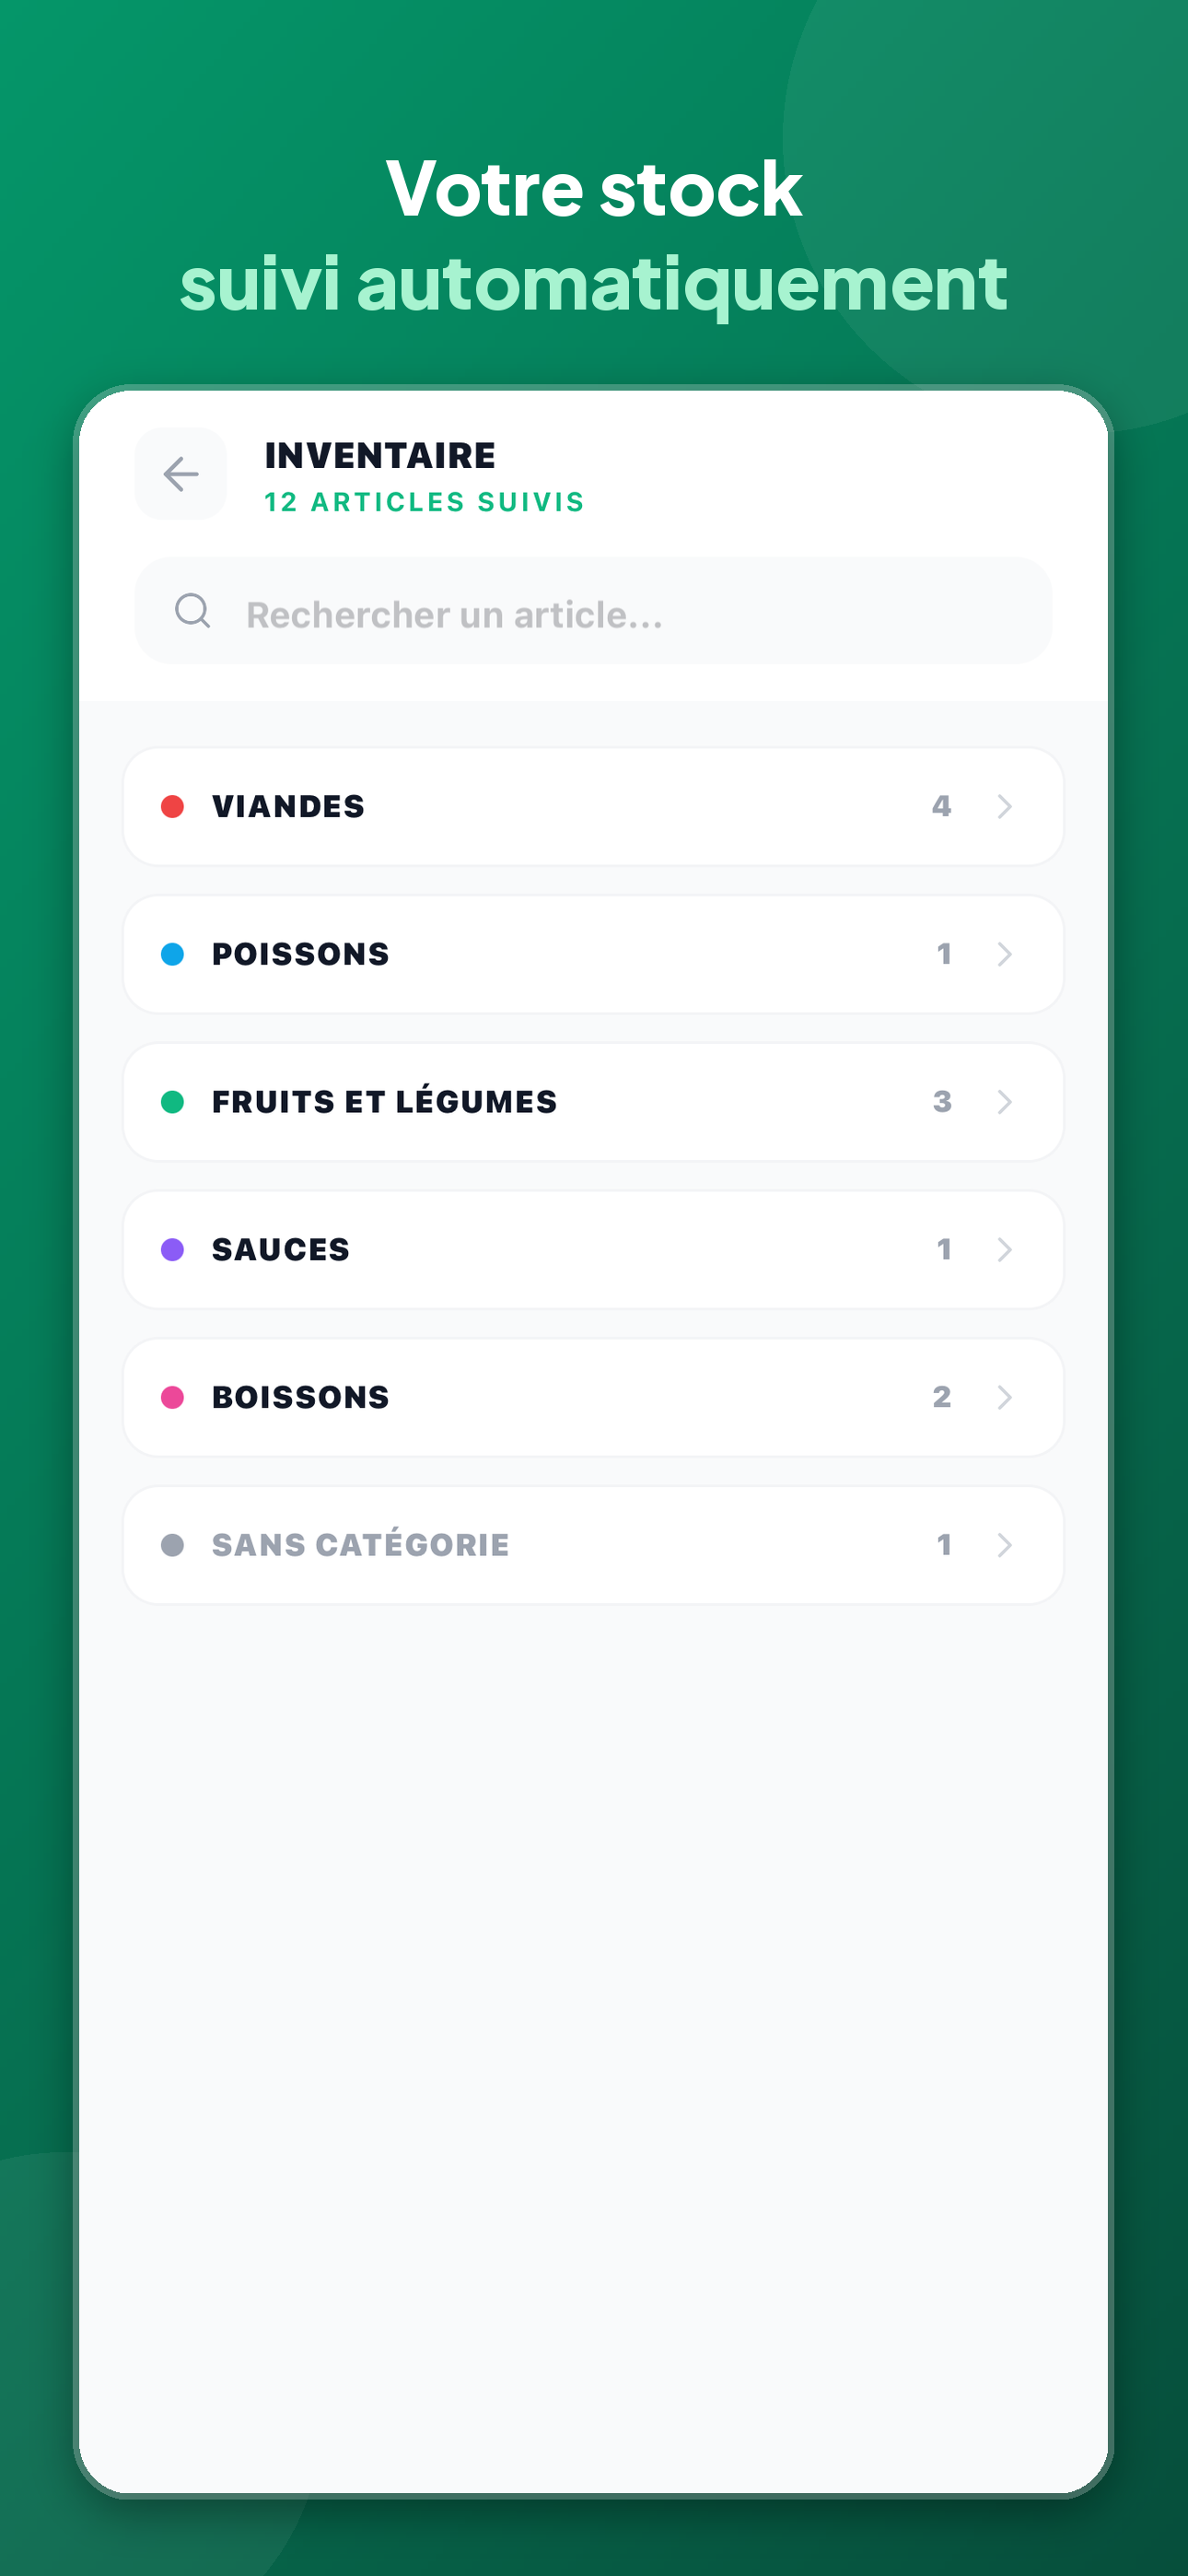 Votre stock
suivi automatiquement
INVENTAIRE
12 ARTICLES SUIVIS
Rechercher un article...
VIANDES 4
POISSONS 1
FRUITS ET LÉGUMES 3
SAUCES 1
BOISSONS 2
SANS CATÉGORIE 1